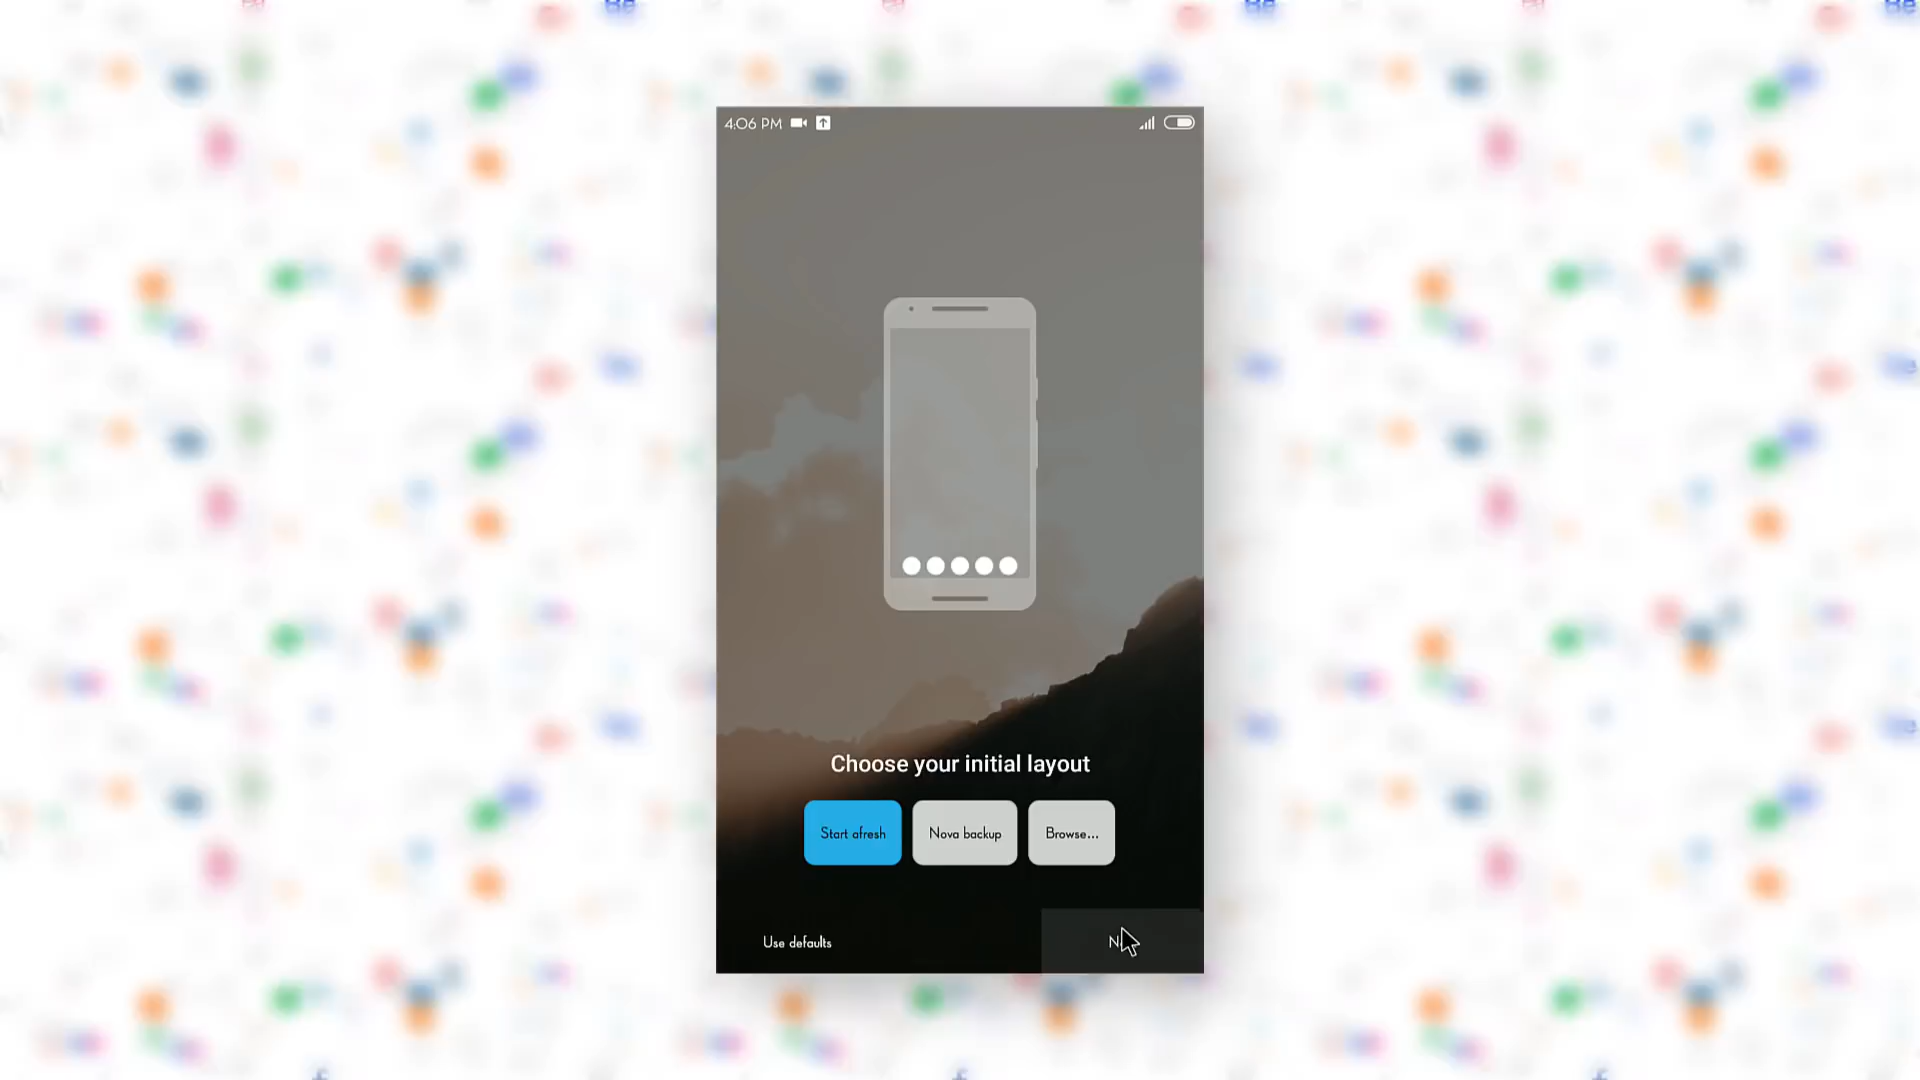 4:06 PM
Choose your initial layout
Start afresh
Nova backup
Browse...
Use defaults